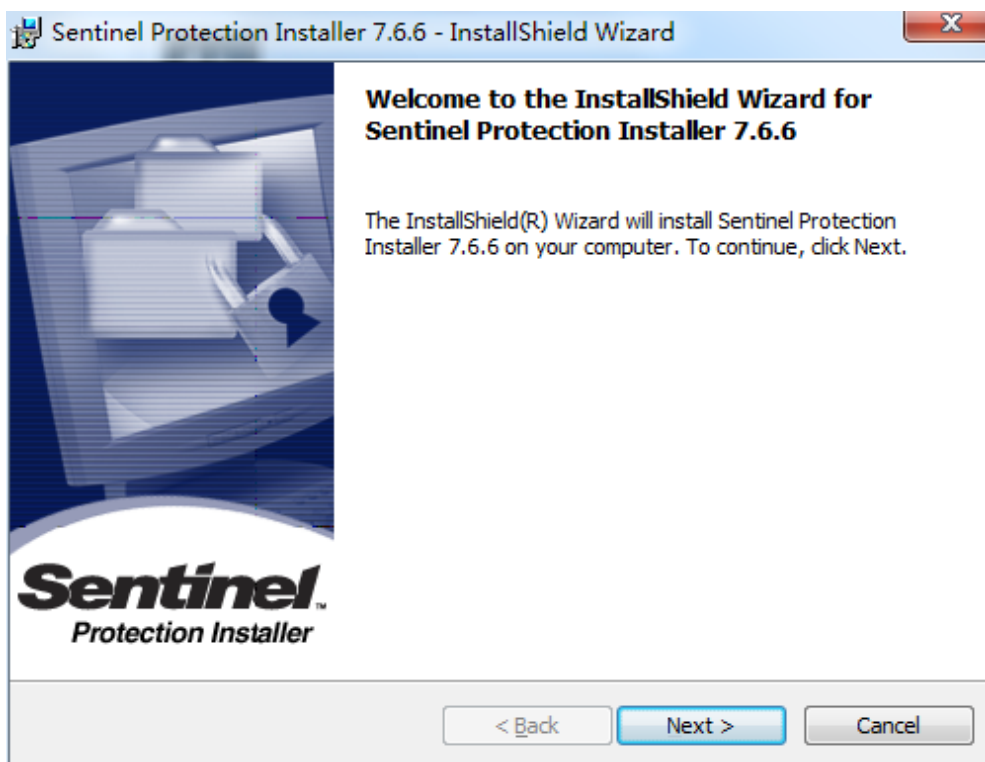 Sentinel Protection Installer 7.6.6 - InstallShield Wizard
X
Welcome to the InstallShield Wizard for
Sentinel Protection Installer 7.6.6
The InstallShield(R) Wizard will install Sentinel Protection
Installer 7.6.6 on your computer. To continue, click Next.
Sentinel™
Protection Installer
< Back
Next >
Cancel